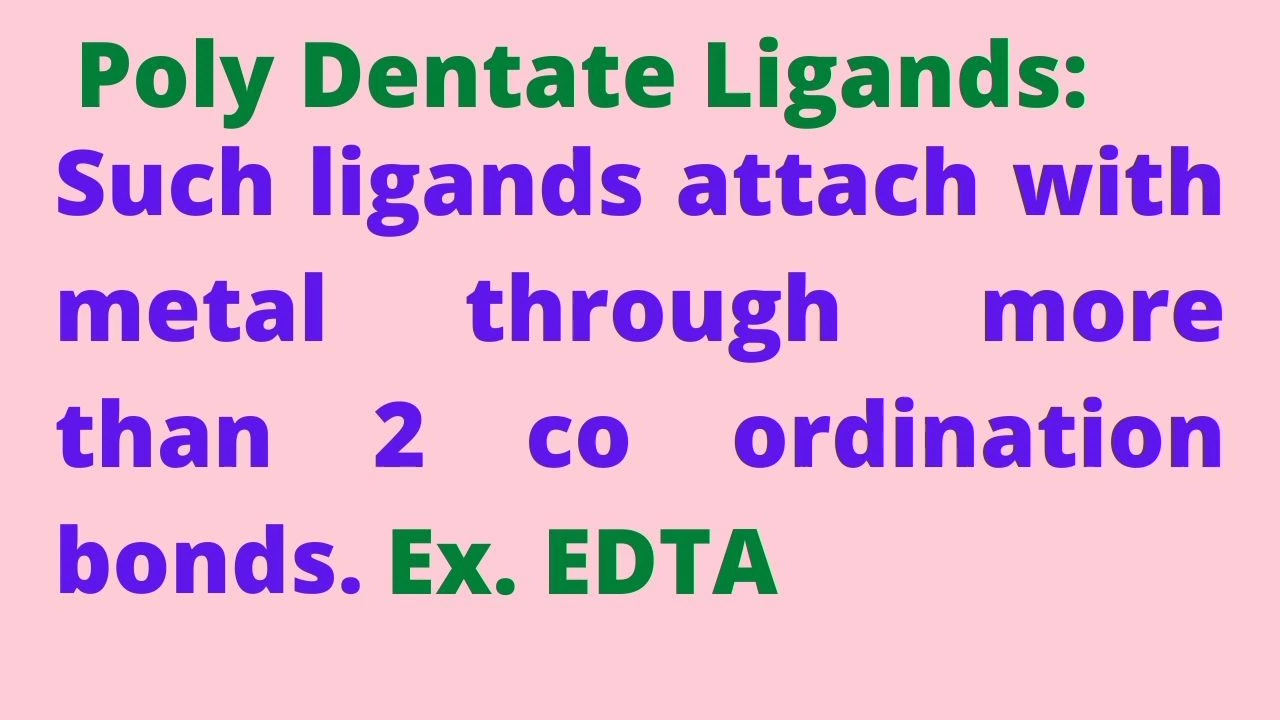 Poly Dentate Ligands:
Such ligands attach with
metal through more
than 2 co ordination
bonds. Ex. EDTA